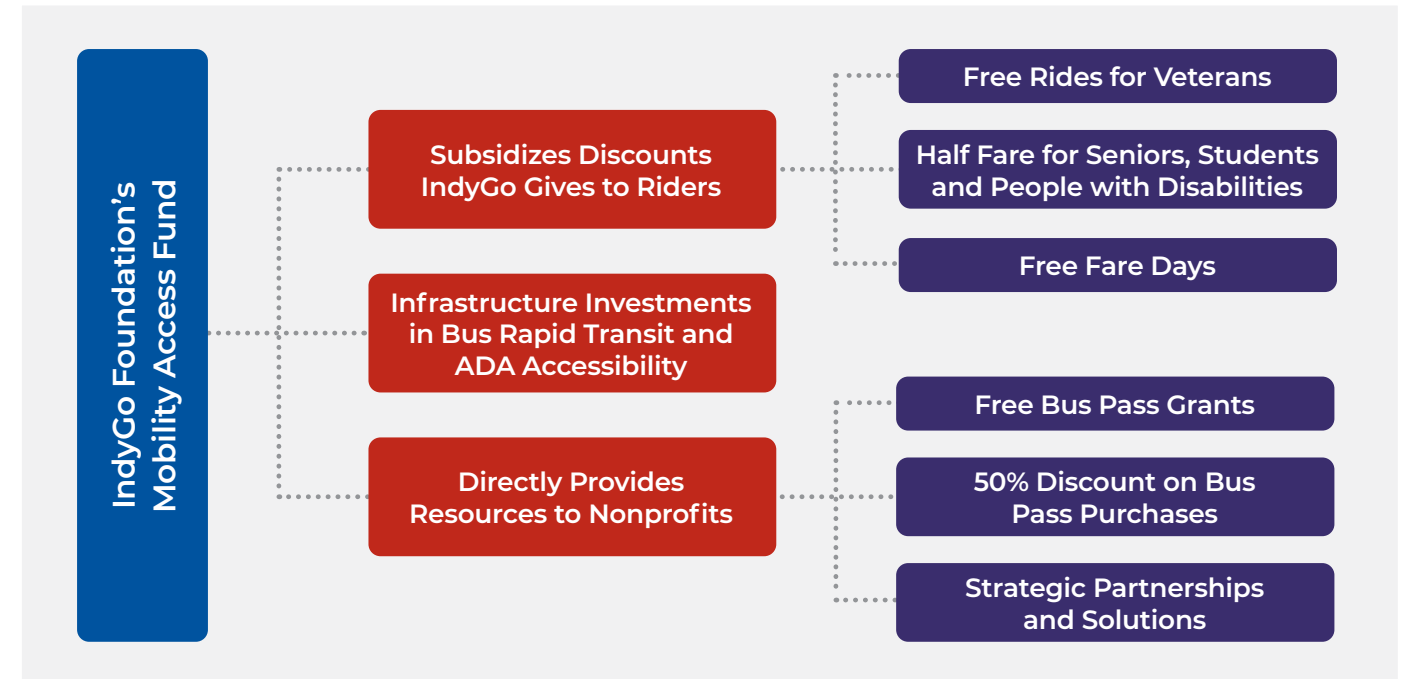 IndyGo Foundation's
Mobility Access Fund
Subsidizes Discounts
IndyGo Gives to Riders
Free Rides for Veterans
Half Fare for Seniors, Students
and People with Disabilities
Free Fare Days
Infrastructure Investments
in Bus Rapid Transit and
ADA Accessibility
Directly Provides
Resources to Nonprofits
Free Bus Pass Grants
50% Discount on Bus
Pass Purchases
Strategic Partnerships
and Solutions